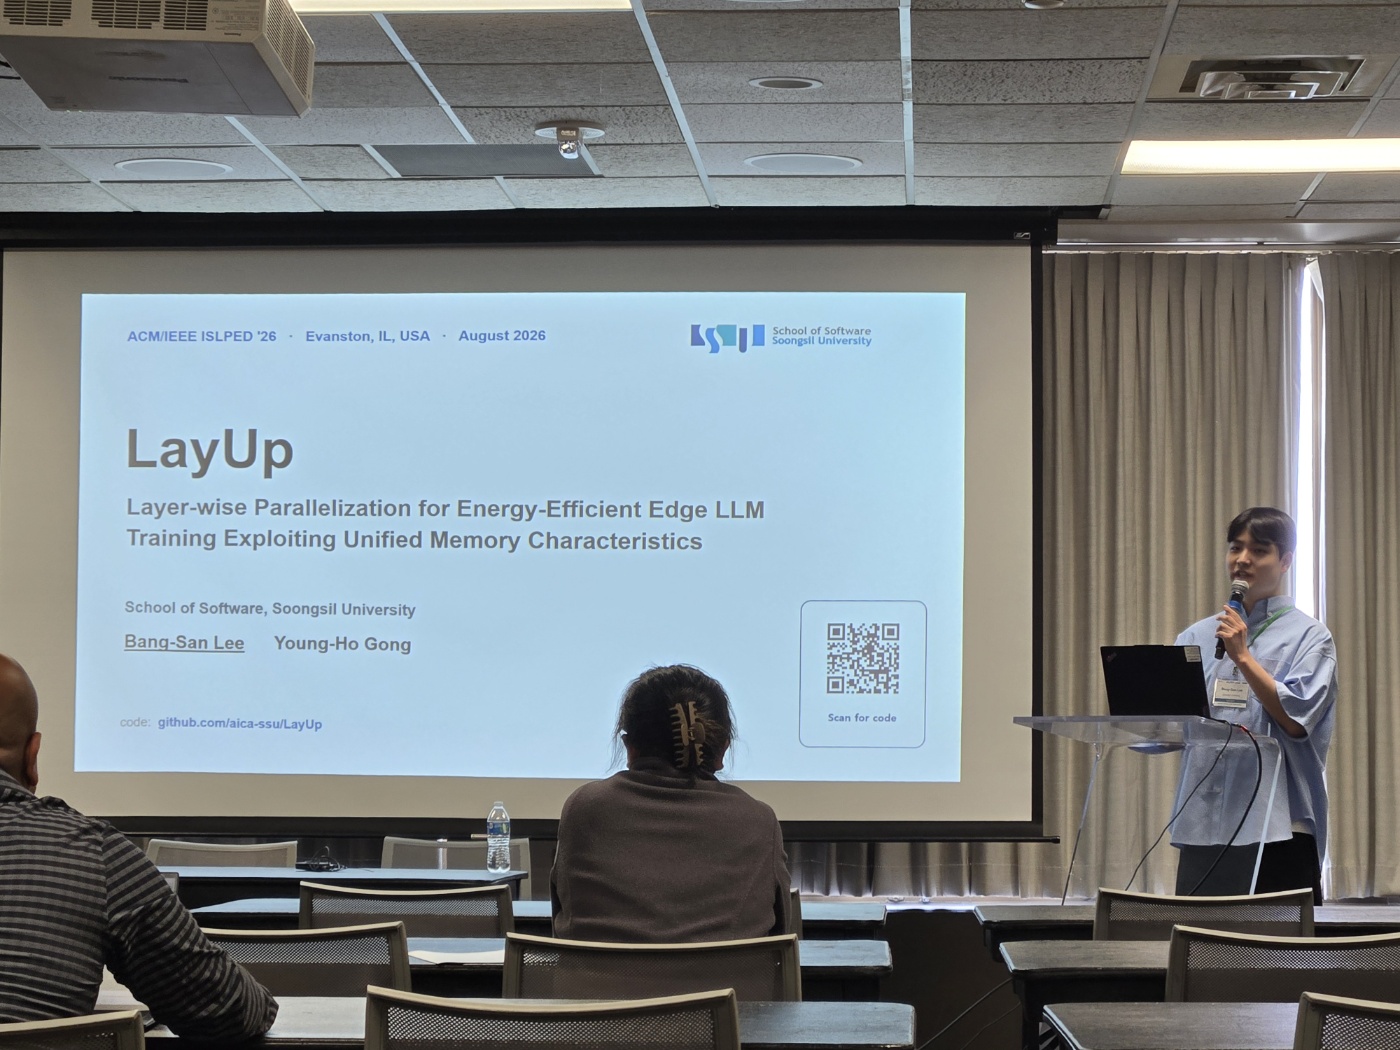 ACM/IEEE ISLPED '26 · Evanston, IL, USA · August 2026
School of Software
Soongsil University
LayUp
Layer-wise Parallelization for Energy-Efficient Edge LLM
Training Exploiting Unified Memory Characteristics
School of Software, Soongsil University
Bang-San Lee Young-Ho Gong
code: github.com/aica-ssu/LayUp
Scan for code